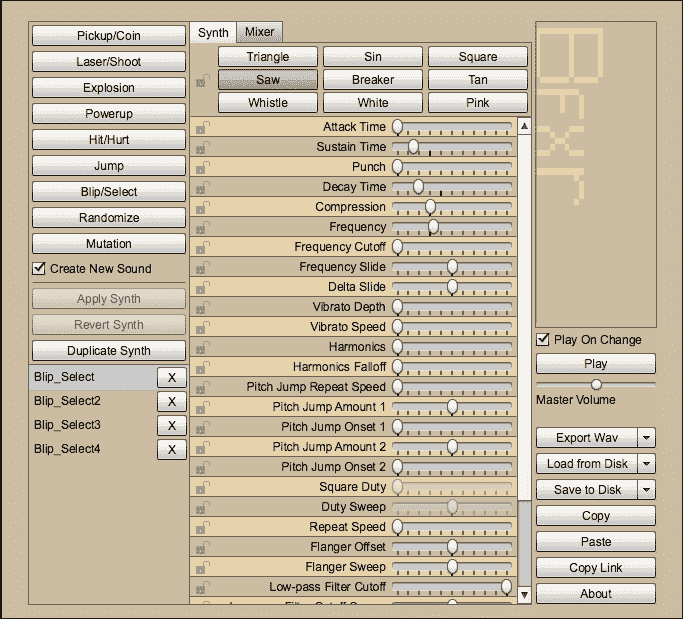 Pickup/Coin
Laser/Shoot
Explosion
Powerup
Hit/Hurt
Jump
Blip/Select
Randomize
Mutation
Create New Sound
Apply Synth
Revert Synth
Duplicate Synth
Blip_Select X
Blip_Select2 X
Blip_Select3 X
Blip_Select4 X
Synth Mixer
Triangle Sin Square
Saw Breaker Tan
Whistle White Pink
Attack Time
Sustain Time
Punch
Decay Time
Compression
Frequency
Frequency Cutoff
Frequency Slide
Delta Slide
Vibrato Depth
Vibrato Speed
Harmonics
Harmonics Falloff
Pitch Jump Repeat Speed
Pitch Jump Amount 1
Pitch Jump Onset 1
Pitch Jump Amount 2
Pitch Jump Onset 2
Square Duty
Duty Sweep
Repeat Speed
Flanger Offset
Flanger Sweep
Low-pass Filter Cutoff
Play On Change
Play
Master Volume
Export Wav
Load from Disk
Save to Disk
Copy
Paste
Copy Link
About